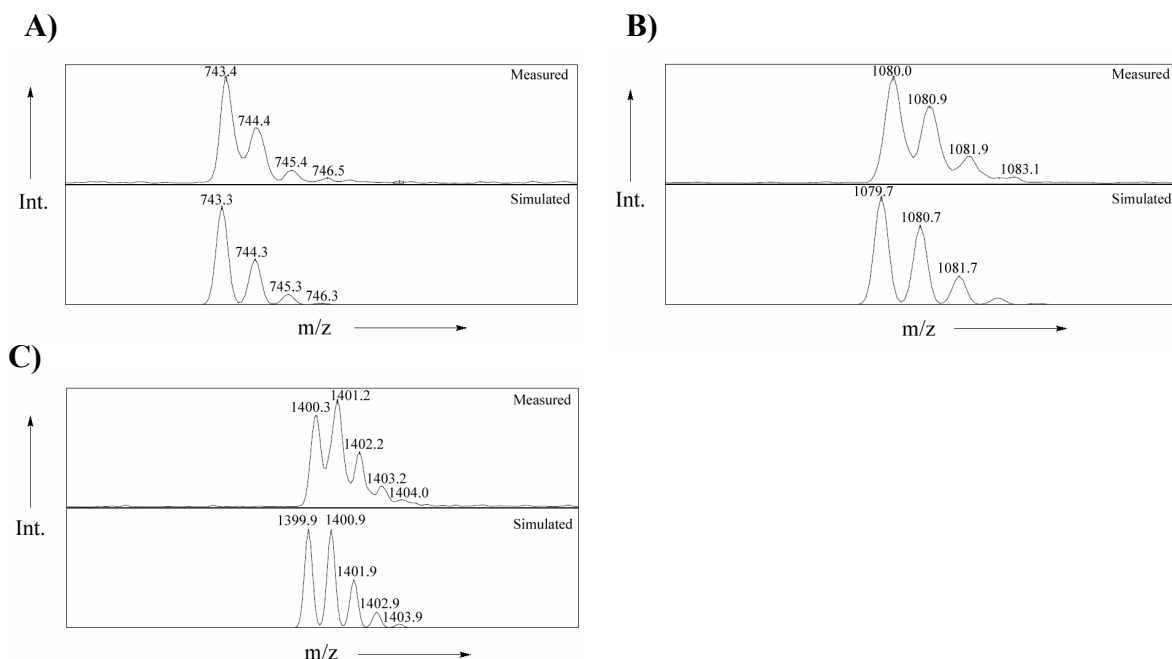 A)
Measured
743.4
744.4
745.4
746.5
Int.
Simulated
743.3
744.3
745.3
746.3
m/z
B)
Measured
1080.0
1080.9
1081.9
1083.1
Int.
Simulated
1079.7
1080.7
1081.7
m/z
C)
Measured
1400.3
1401.2
1402.2
1403.2
1404.0
Int.
Simulated
1399.9
1400.9
1401.9
1402.9
1403.9
m/z